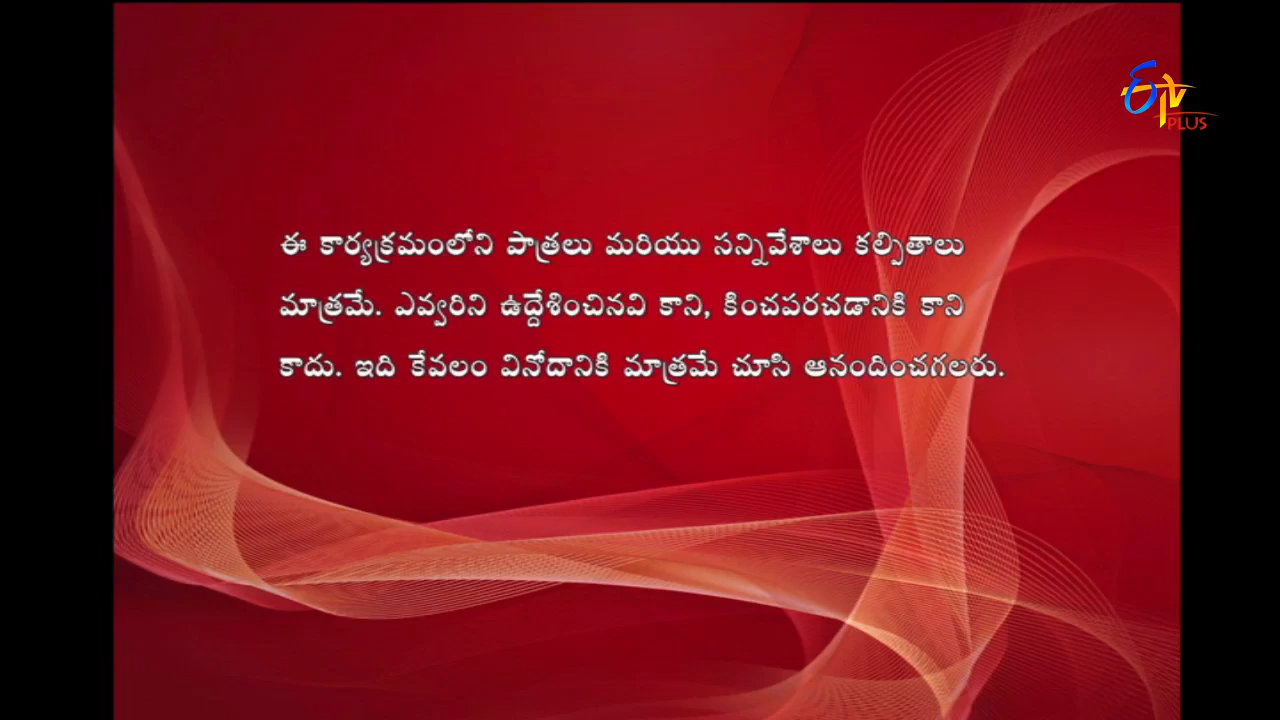 ETV
PLUS
ఈ కార్యక్రమంలోని పాత్రలు మరియు సన్నివేశాలు కల్పితాలు
మాత్రమే. ఎవ్వరిని ఉద్దేశించినవి కాని, కించపరచడానికి కాని
కాదు. ఇది కేవలం వినోదానికి మాత్రమే చూసి ఆనందించగలరు.